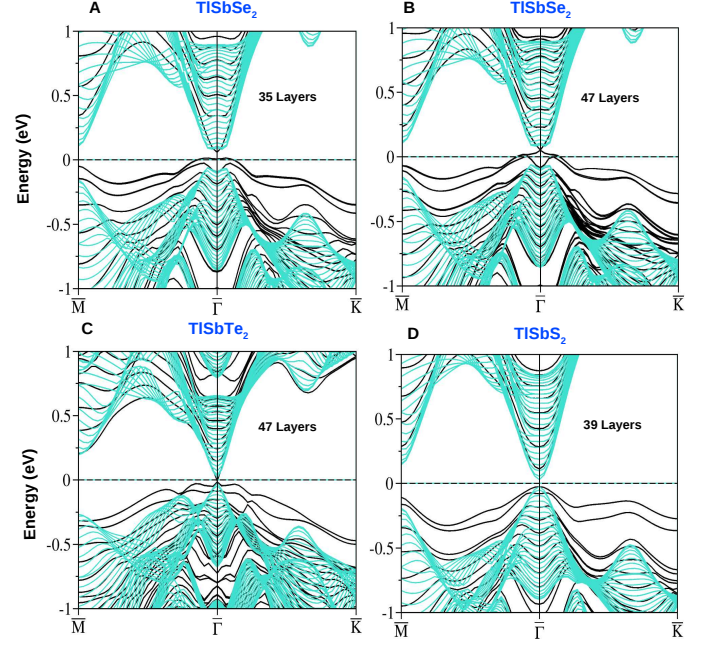 A TlSbSe2
B TlSbSe2
1
0.5
0
-0.5
-1
Energy (eV)
35 Layers
M̅ Γ̅ K̅
1
0.5
0
-0.5
-1
47 Layers
M̅ Γ̅ K̅
C TlSbTe2
D TlSbS2
1
0.5
0
-0.5
-1
Energy (eV)
47 Layers
M̅ Γ̅ K̅
1
0.5
0
-0.5
-1
39 Layers
M̅ Γ̅ K̅